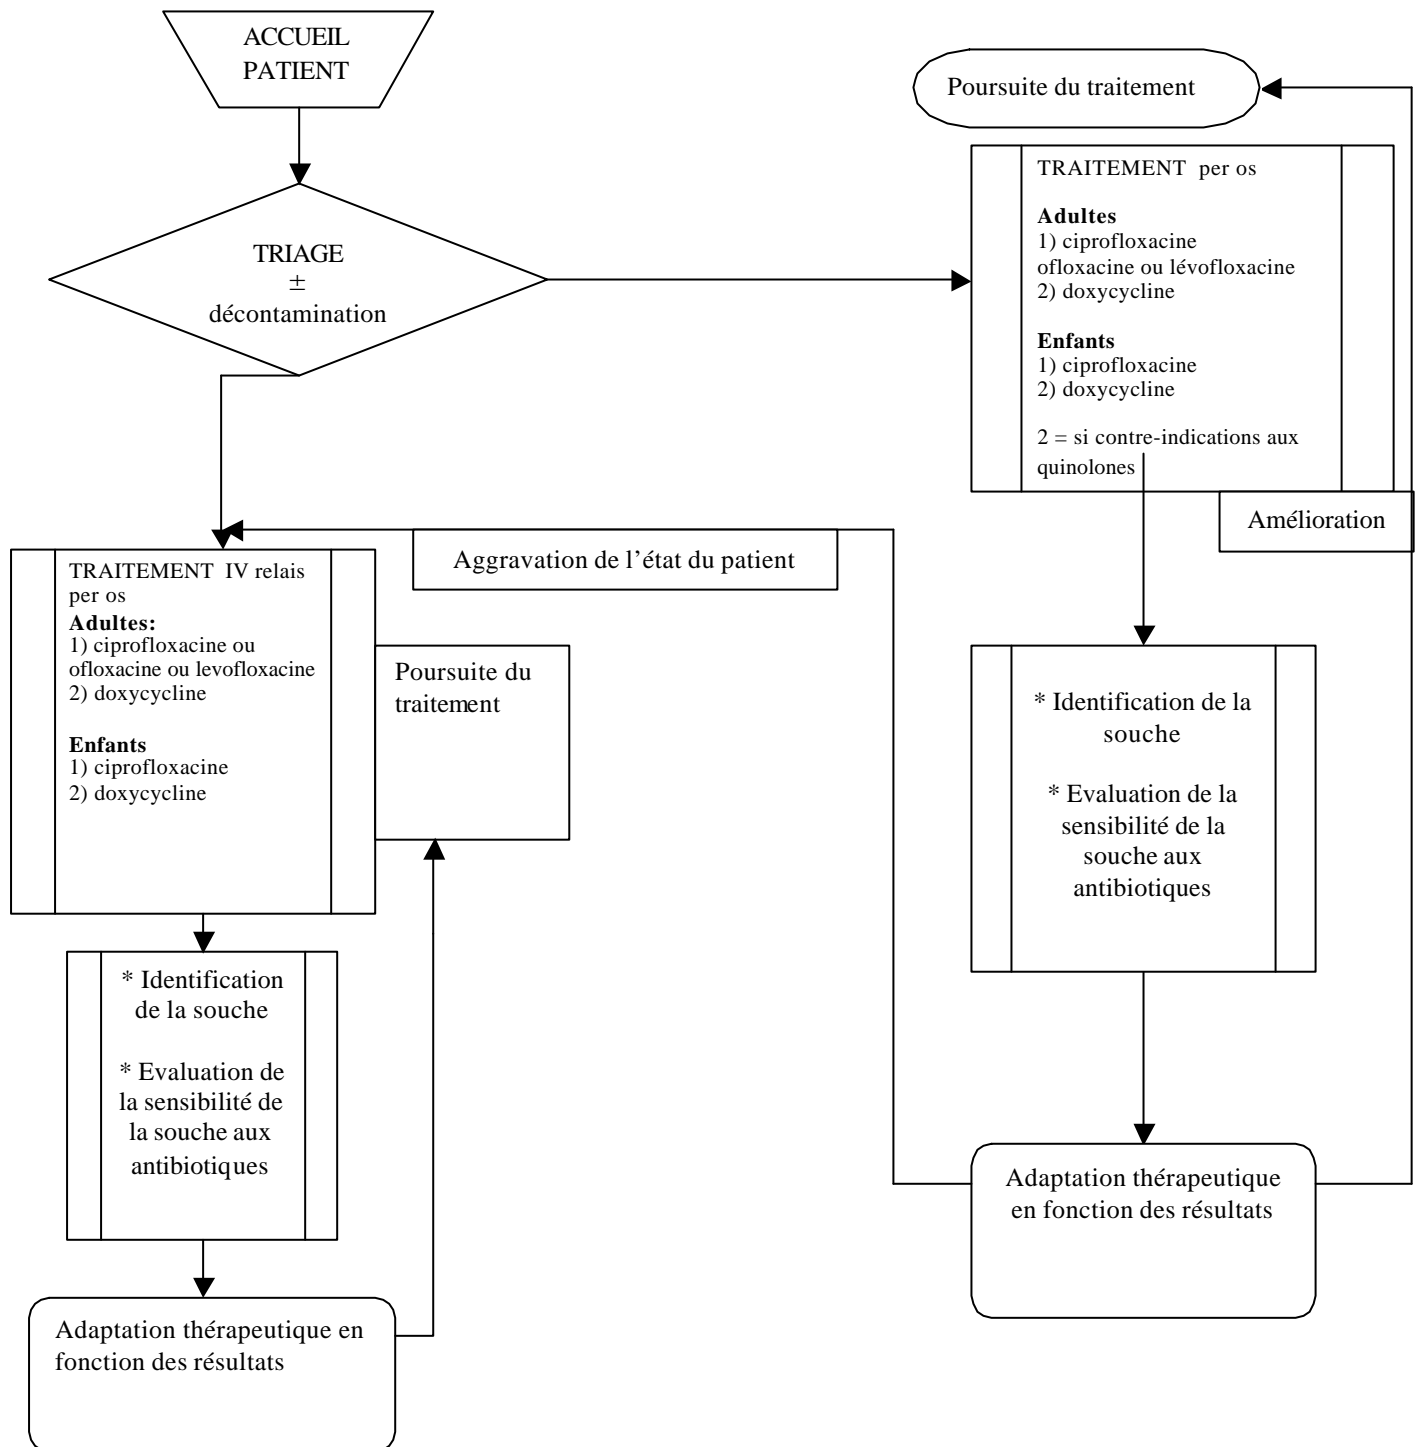 ACCUEIL
PATIENT
TRIAGE
±
décontamination
Poursuite du traitement
TRAITEMENT per os
Adultes
1) ciprofloxacine
ofloxacine ou lévofloxacine
2) doxycycline
Enfants
1) ciprofloxacine
2) doxycycline
2 = si contre-indications aux
quinolones
Amélioration
Aggravation de l’état du patient
TRAITEMENT IV relais
per os
Adultes:
1) ciprofloxacine ou
ofloxacine ou levofloxacine
2) doxycycline
Enfants
1) ciprofloxacine
2) doxycycline
Poursuite du
traitement
* Identification
de la souche
* Evaluation de
la sensibilité de
la souche aux
antibiotiques
Adaptation thérapeutique en
fonction des résultats
* Identification de la
souche
* Evaluation de la
sensibilité de la
souche aux
antibiotiques
Adaptation thérapeutique
en fonction des résultats